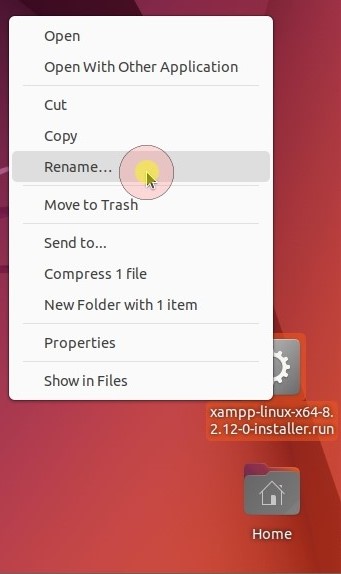 Open
Open With Other Application
Cut
Copy
Rename…
Move to Trash
Send to…
Compress 1 file
New Folder with 1 item
Properties
Show in Files
xampp-linux-x64-8.
2.12-0-installer.run
Home